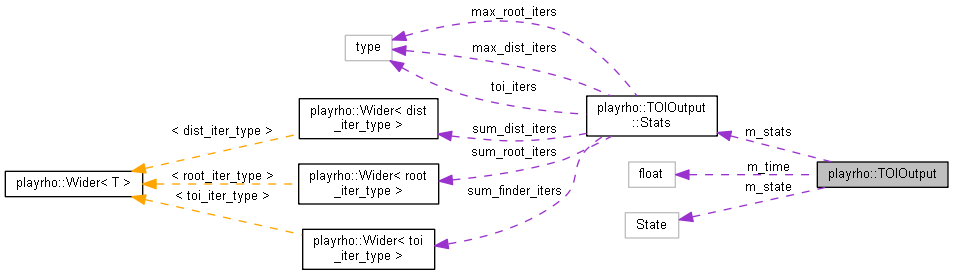 max_root_iters
type
max_dist_iters
toi_iters
playrho::Wider< dist
_iter_type >
playrho::TOIOutput
::Stats
< dist_iter_type >
sum_dist_iters
m_stats
sum_root_iters
playrho::Wider< T >
< root_iter_type >
playrho::Wider< root
_iter_type >
float
m_time
playrho::TOIOutput
< toi_iter_type >
sum_finder_iters
m_state
State
playrho::Wider< toi
_iter_type >